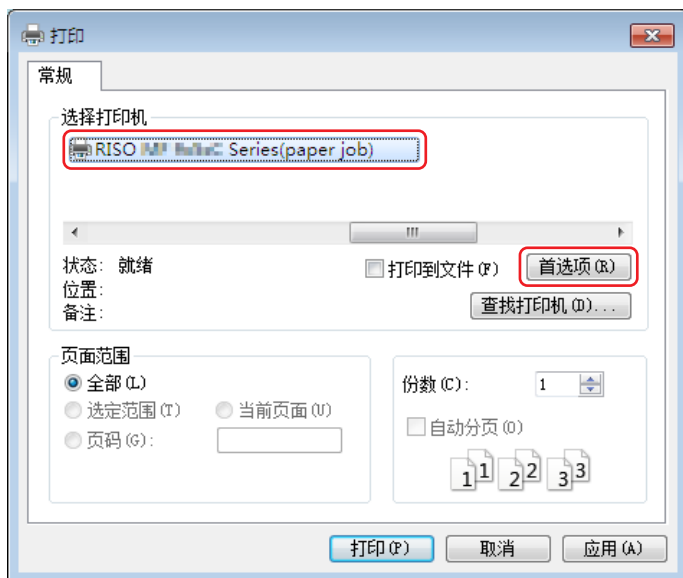 打印
常规
选择打印机
RISO Series(paper job)
状态: 就绪
打印到文件(F)
首选项(R)
位置:
备注:
查找打印机(D)...
页面范围
全部(L)
选定范围(T)
当前页面(U)
页码(G):
份数(C):
1
自动分页(O)
1 1 2 2 3 3
打印(P)
取消
应用(A)